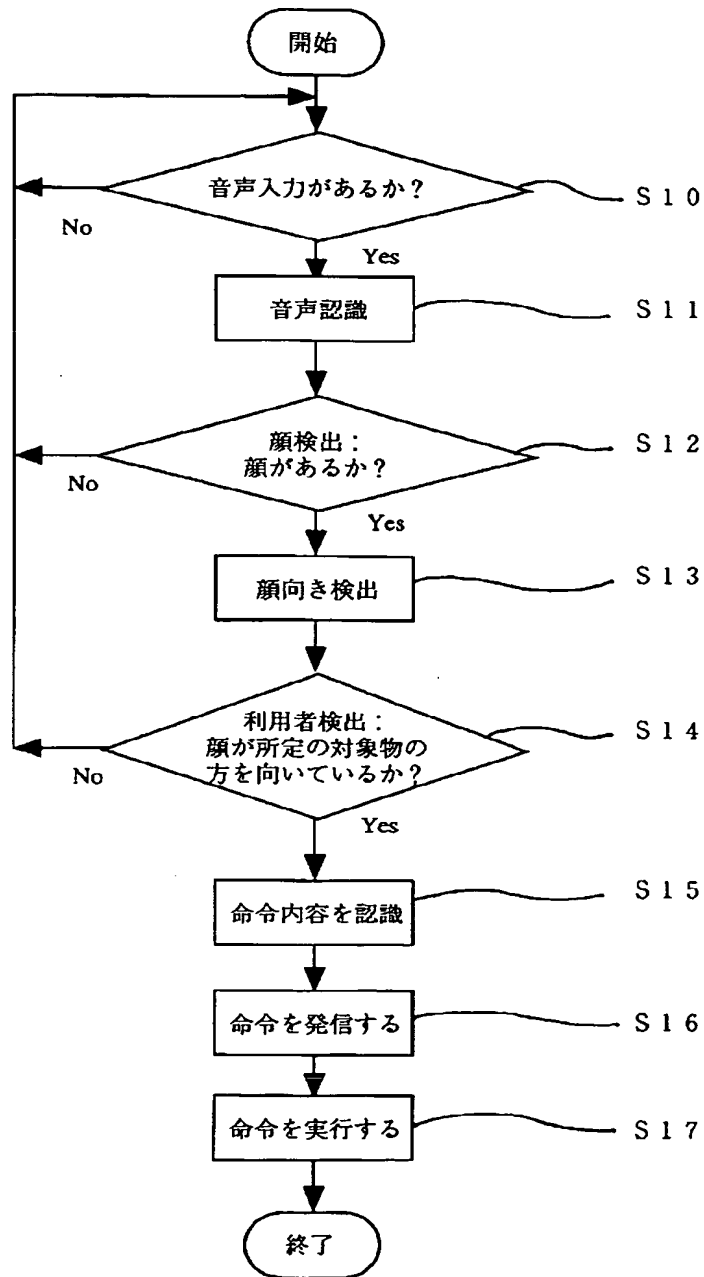 開始
音声入力があるか？
S10
No
Yes
音声認識
S11
顔検出：
顔があるか？
S12
No
Yes
顔向き検出
S13
利用者検出：
顔が所定の対象物の
方を向いているか？
S14
No
Yes
命令内容を認識
S15
命令を発信する
S16
命令を実行する
S17
終了